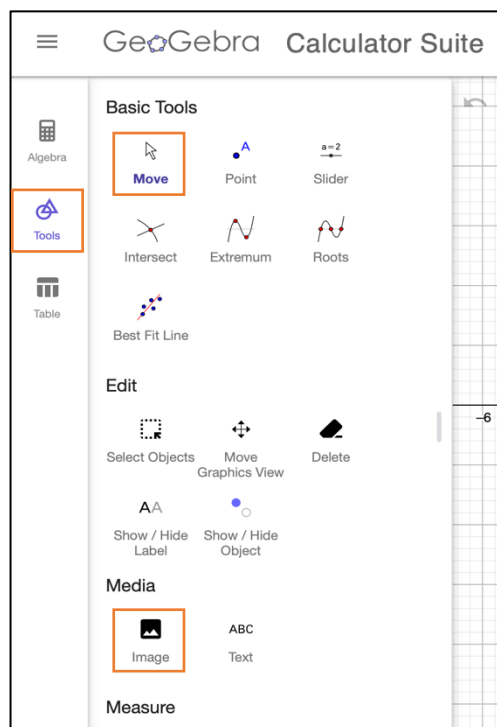 GeoGebra Calculator Suite
Basic Tools
Algebra
Move
A
Point
a = 2
Slider
Tools
Intersect
Extremum
Roots
Table
Best Fit Line
Edit
-6
Select Objects
Move
Graphics View
Delete
AA
Show / Hide
Label
Show / Hide
Object
Media
Image
ABC
Text
Measure